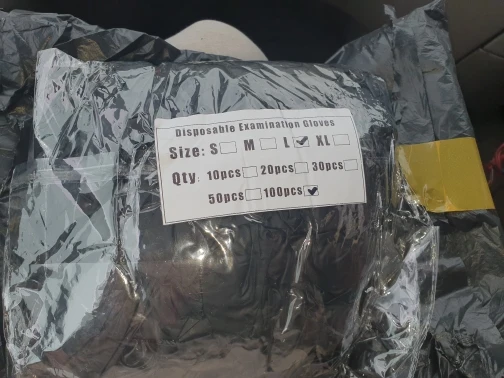 Disposable Examination Gloves
Size: S☐ M☐ L☑ XL☐
Qty: 10pcs☐ 20pcs☐ 30pcs☐
50pcs☐ 100pcs☑